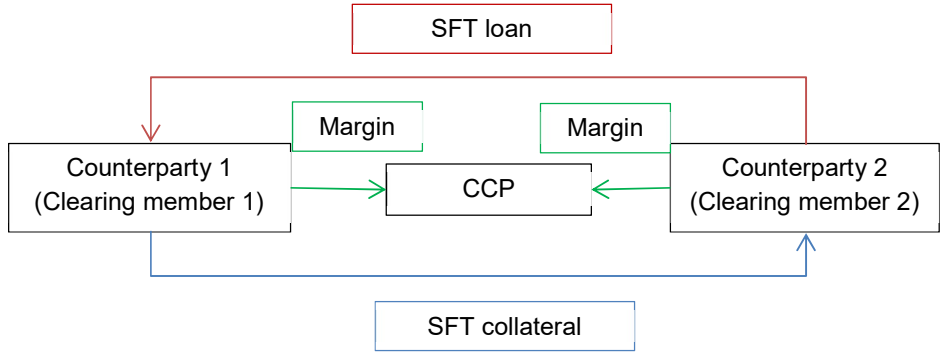 SFT loan
Margin
Margin
Counterparty 1
(Clearing member 1)
CCP
Counterparty 2
(Clearing member 2)
SFT collateral